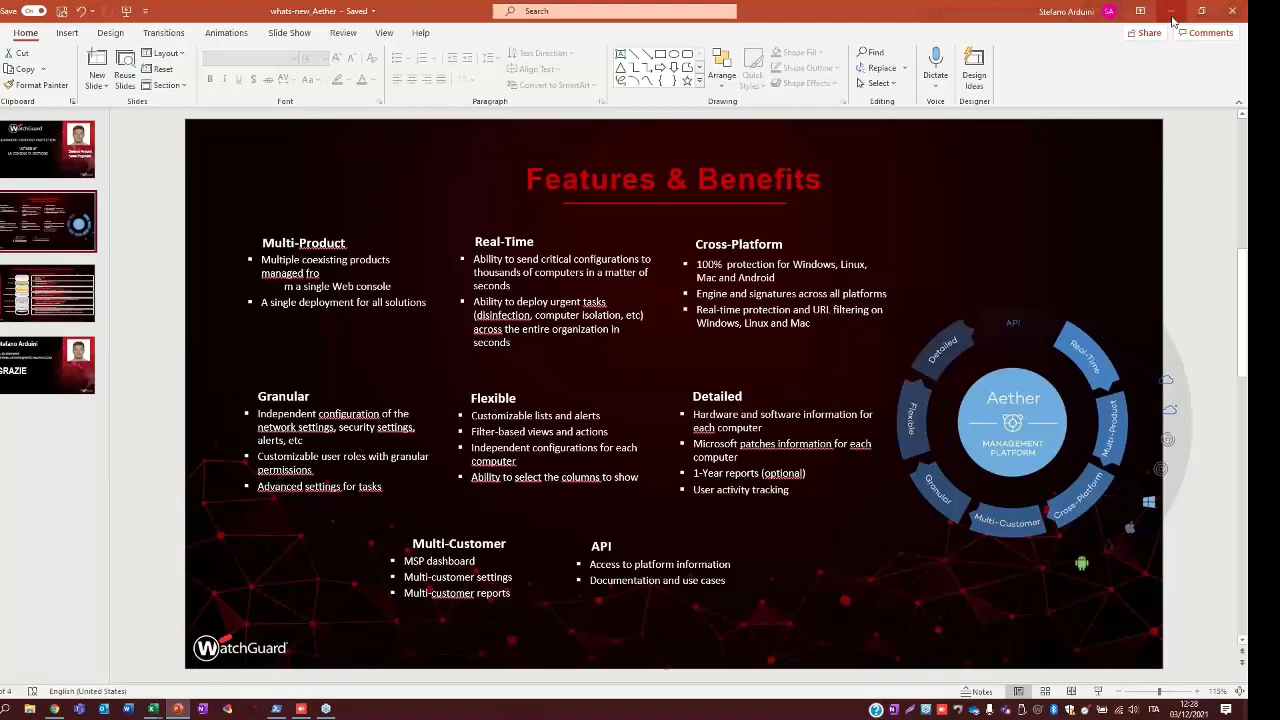 Save On whats-new_Aether - Saved Search Stefano Arduini SA
Home Insert Design Transitions Animations Slide Show Review View Help Share Comments
Cut
Copy
Format Painter
Clipboard
New
Slide
Reuse
Slides
Layout
Reset
Section
Slides
Font
Text Direction
Align Text
Convert to SmartArt
Paragraph
Arrange
Quick
Styles
Shape Fill
Shape Outline
Shape Effects
Drawing
Find
Replace
Select
Editing
Dictate
Voice
Design
Ideas
Designer
WatchGuard
GRAZIE
Features & Benefits
Multi-Product
▪ Multiple coexisting products
managed fro
m a single Web console
▪ A single deployment for all solutions
Real-Time
▪ Ability to send critical configurations to
thousands of computers in a matter of
seconds
▪ Ability to deploy urgent tasks
(disinfection, computer isolation, etc)
across the entire organization in
seconds
Cross-Platform
▪ 100% protection for Windows, Linux,
Mac and Android
▪ Engine and signatures across all platforms
▪ Real-time protection and URL filtering on
Windows, Linux and Mac
Granular
▪ Independent configuration of the
network settings, security settings,
alerts, etc
▪ Customizable user roles with granular
permissions
▪ Advanced settings for tasks
Flexible
▪ Customizable lists and alerts
▪ Filter-based views and actions
▪ Independent configurations for each
computer
▪ Ability to select the columns to show
Detailed
▪ Hardware and software information for
each computer
▪ Microsoft patches information for each
computer
▪ 1-Year reports (optional)
▪ User activity tracking
Multi-Customer
▪ MSP dashboard
▪ Multi-customer settings
▪ Multi-customer reports
API
▪ Access to platform information
▪ Documentation and use cases
API
Real-Time
Multi-Product
Cross-Platform
Multi-Customer
Granular
Flexible
Detailed
Aether
MANAGEMENT
PLATFORM
WatchGuard
of 4 English (United States) Notes 115%
ITA
12:28
03/12/2021